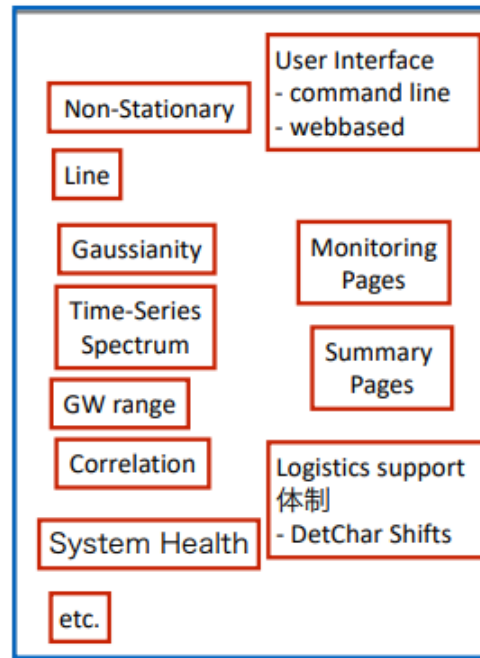 Non-Stationary
Line
Gaussianity
Time-Series
Spectrum
GW range
Correlation
System Health
etc.
User Interface
- command line
- webbased
Monitoring
Pages
Summary
Pages
Logistics support
体制
- DetChar Shifts